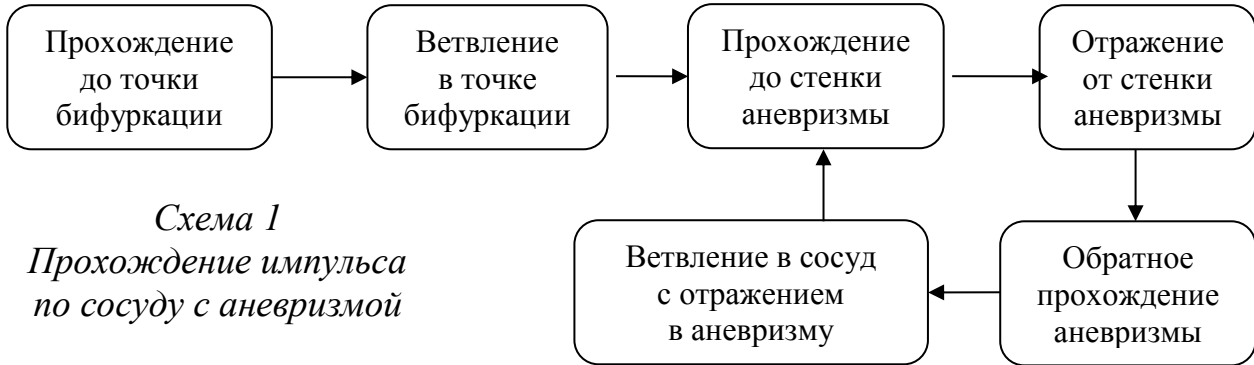 Прохождение
до точки
бифуркации
Ветвление
в точке
бифуркации
Прохождение
до стенки
аневризмы
Отражение
от стенки
аневризмы
Схема 1
Прохождение импульса
по сосуду с аневризмой
Ветвление в сосуд
с отражением
в аневризму
Обратное
прохождение
аневризмы